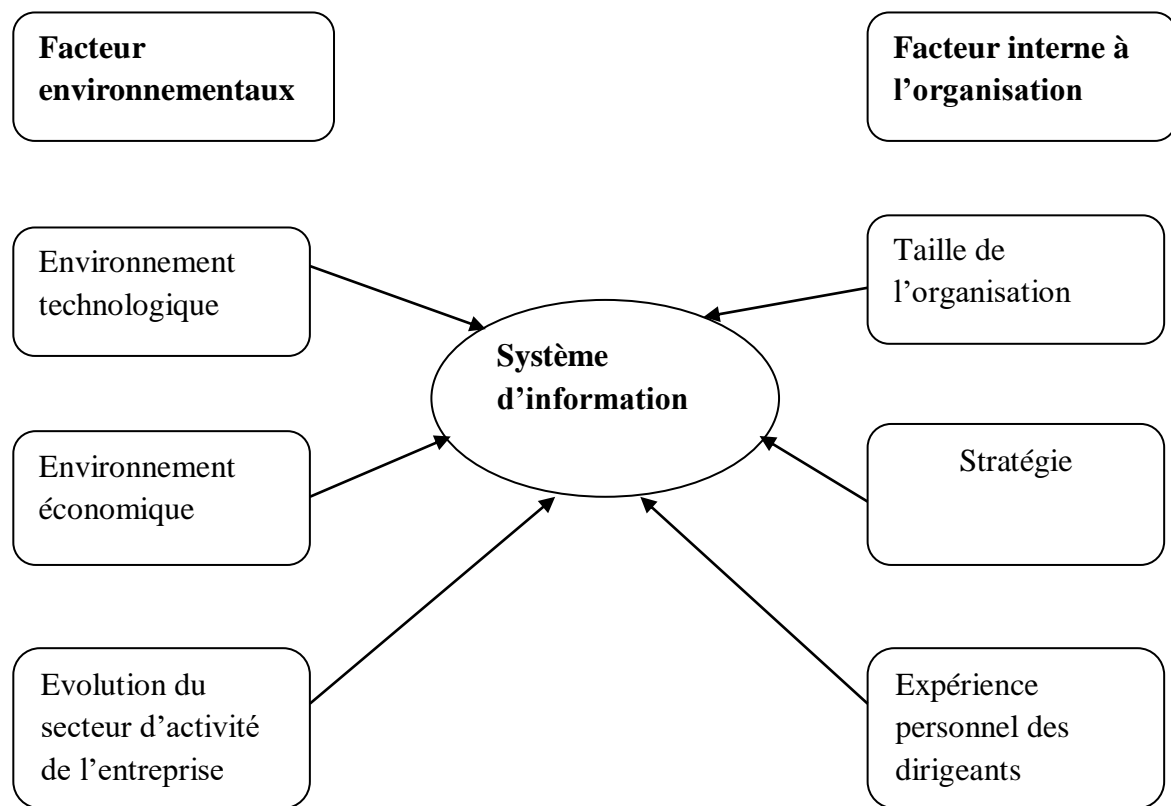 Facteur
environnementaux
Facteur interne à
l’organisation
Environnement
technologique
Taille de
l’organisation
Système
d’information
Environnement
économique
Stratégie
Evolution du
secteur d’activité
de l’entreprise
Expérience
personnel des
dirigeants